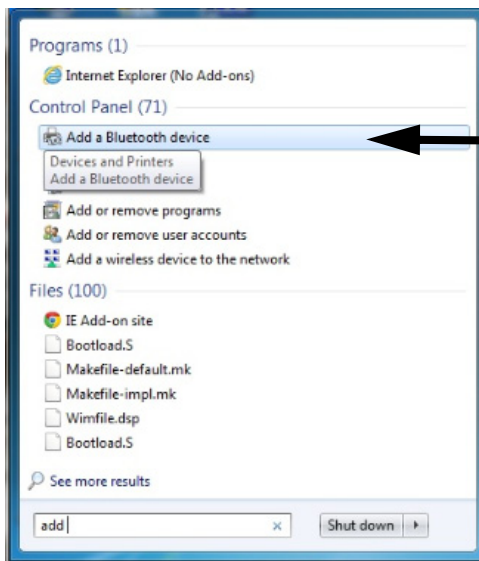 Programs (1)
Internet Explorer (No Add-ons)
Control Panel (71)
Add a Bluetooth device
Devices and Printers
Add a Bluetooth device
Add or remove programs
Add or remove user accounts
Add a wireless device to the network
Files (100)
IE Add-on site
Bootload.S
Makefile-default.mk
Makefile-impl.mk
Wimfile.dsp
Bootload.S
See more results
add
Shut down